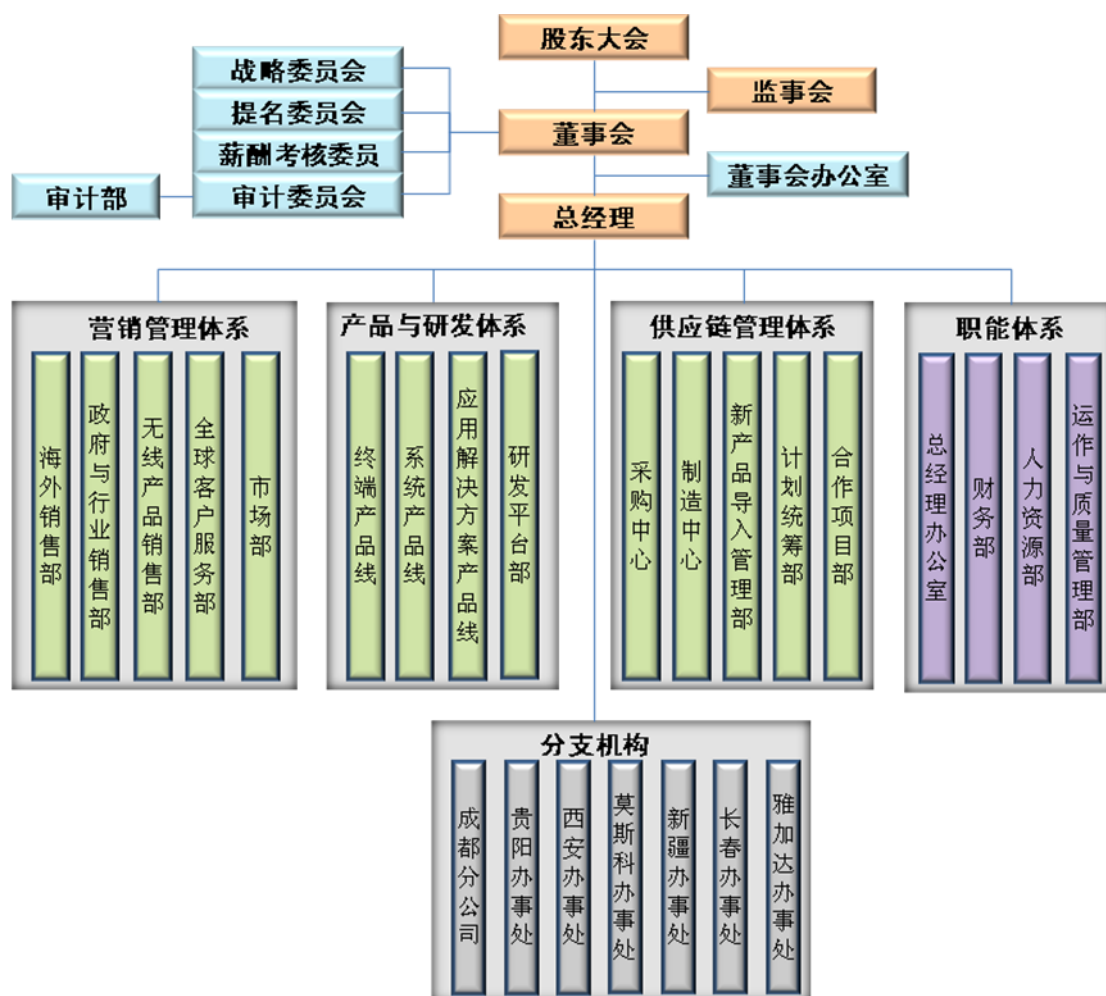 股东大会
战略委员会
监事会
提名委员会
董事会
薪酬考核委员
董事会办公室
审计部
审计委员会
总经理
营销管理体系
海外销售部
政府与行业销售部
无线产品销售部
全球客户服务部
市场部
产品与研发体系
终端产品线
系统产品线
应用解决方案产品线
研发平台部
供应链管理体系
采购中心
制造中心
新产品导入管理部
计划统筹部
合作项目部
职能体系
总经理办公室
财务部
人力资源部
运作与质量管理部
分支机构
成都分公司
贵阳办事处
西安办事处
莫斯科办事处
新疆办事处
长春办事处
雅加达办事处